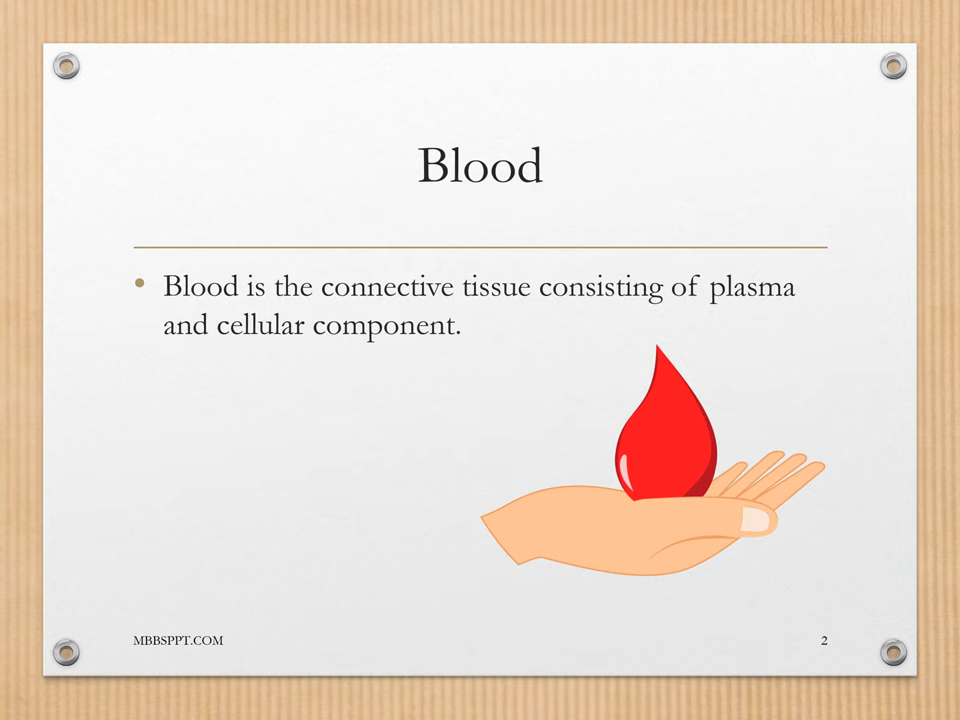 Blood
• Blood is the connective tissue consisting of plasma
and cellular component.
MBBSPPT.COM
2